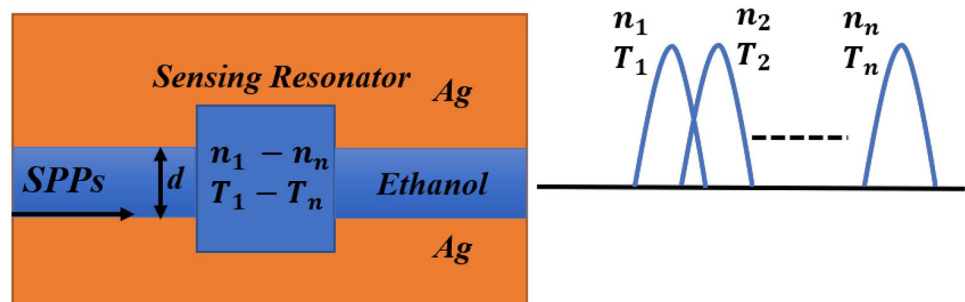 Sensing Resonator
Ag
SPPs
d
n₁ − nₙ
T₁ − Tₙ
Ethanol
Ag
n₁
T₁
n₂
T₂
nₙ
Tₙ